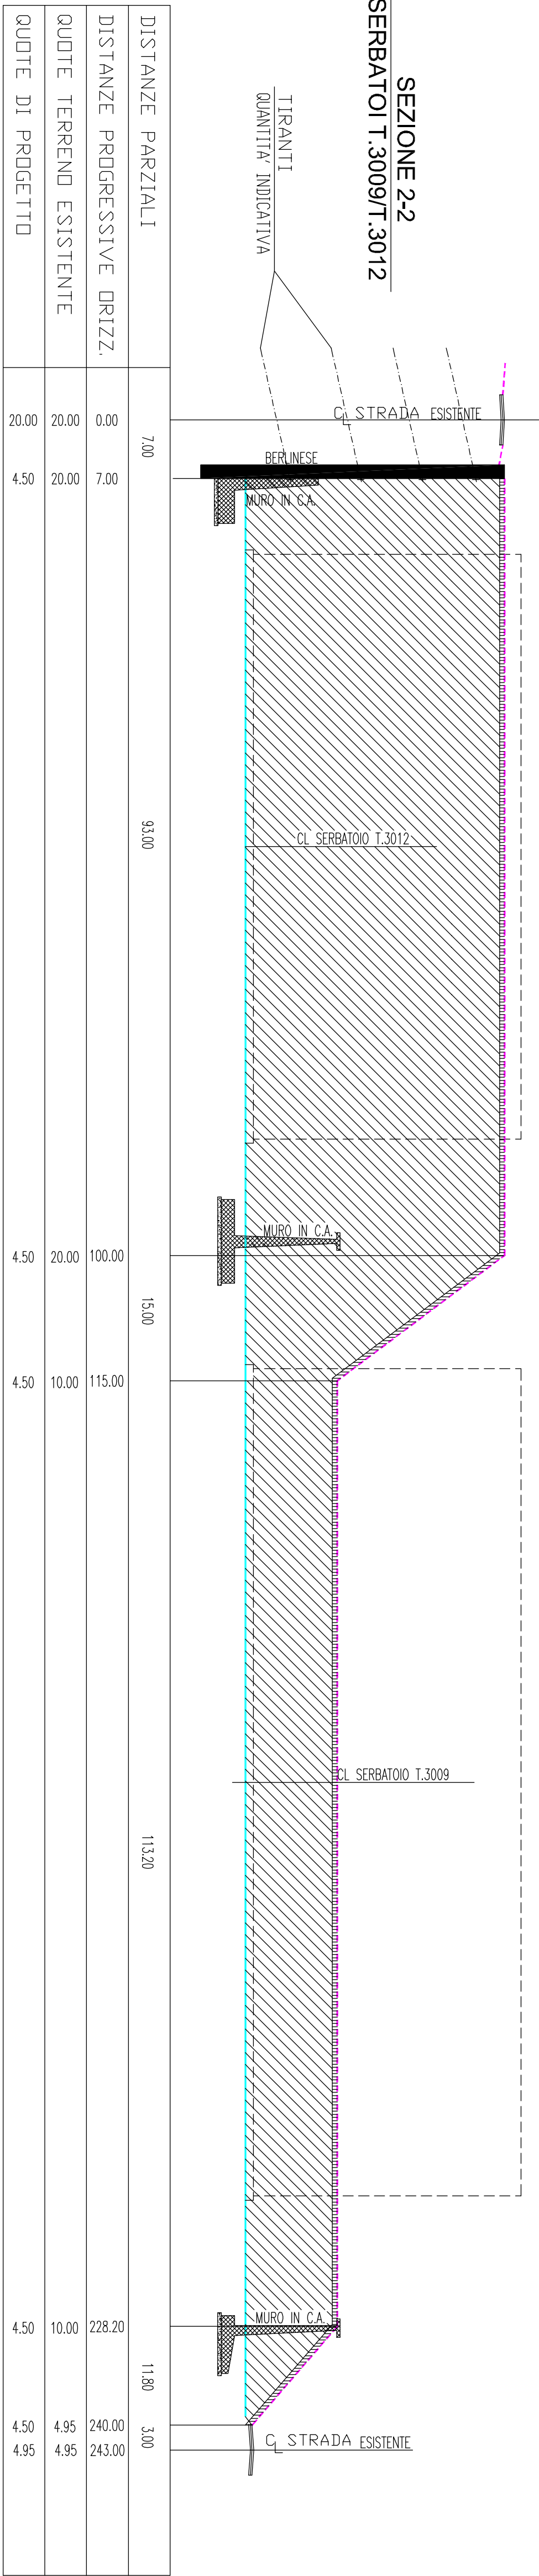 SEZIONE 2-2
SERBATOI T.3009/T.3012
TIRANTI
QUANTITA' INDICATIVA
CL STRADA ESISTENTE
BERLINESE
MURO IN C.A.
CL SERBATOIO T.3012
MURO IN C.A.
CL SERBATOIO T.3009
MURO IN C.A.
CL STRADA ESISTENTE
DISTANZE PARZIALI 7.00 93.00 15.00 113.20 11.80 3.00
DISTANZE PROGRESSIVE ORIZZ. 0.00 7.00 100.00 115.00 228.20 240.00 243.00
QUOTE TERRENO ESISTENTE 20.00 20.00 20.00 10.00 10.00 4.95 4.95
QUOTE DI PROGETTO 20.00 4.50 4.50 4.50 4.50 4.50 4.95